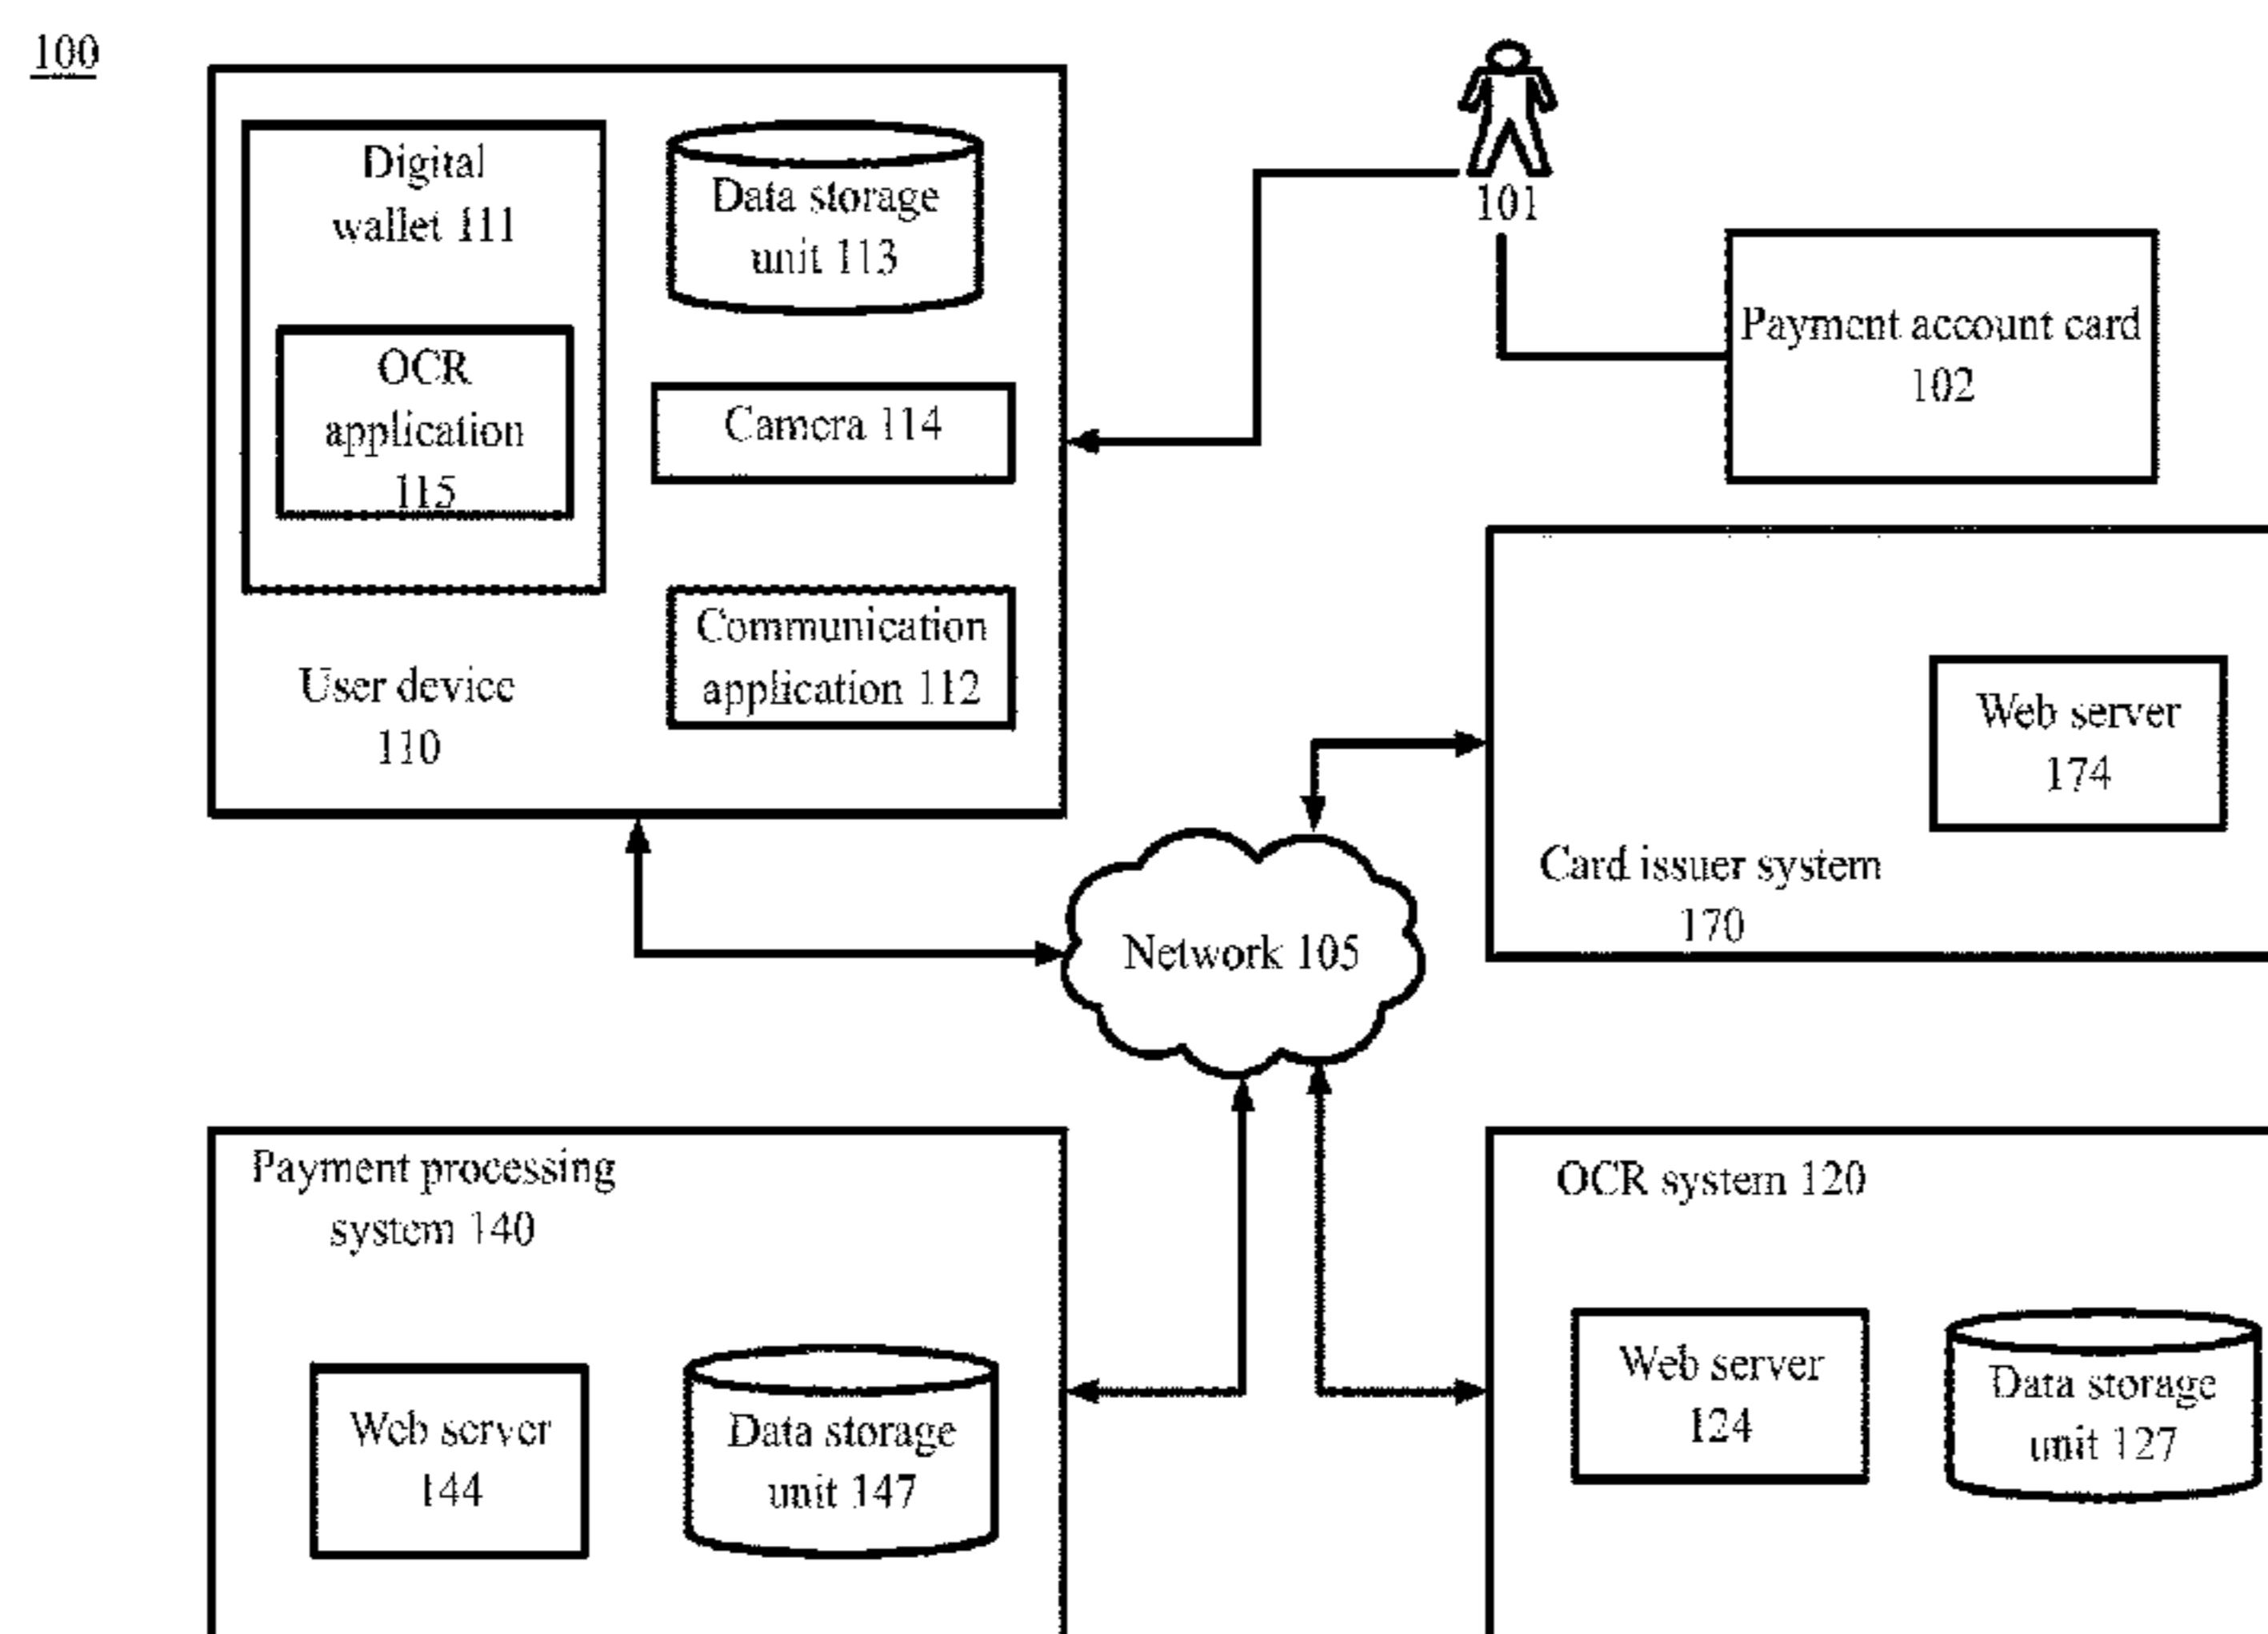 100
Digital
wallet 111
OCR
application
115
Data storage
unit 113
Camera 114
Communication
application 112
User device
110
101
Payment account card
102
Web server
174
Card issuer system
170
Network 105
Payment processing
system 140
Web server
144
Data storage
unit 147
OCR system 120
Web server
124
Data storage
unit 127